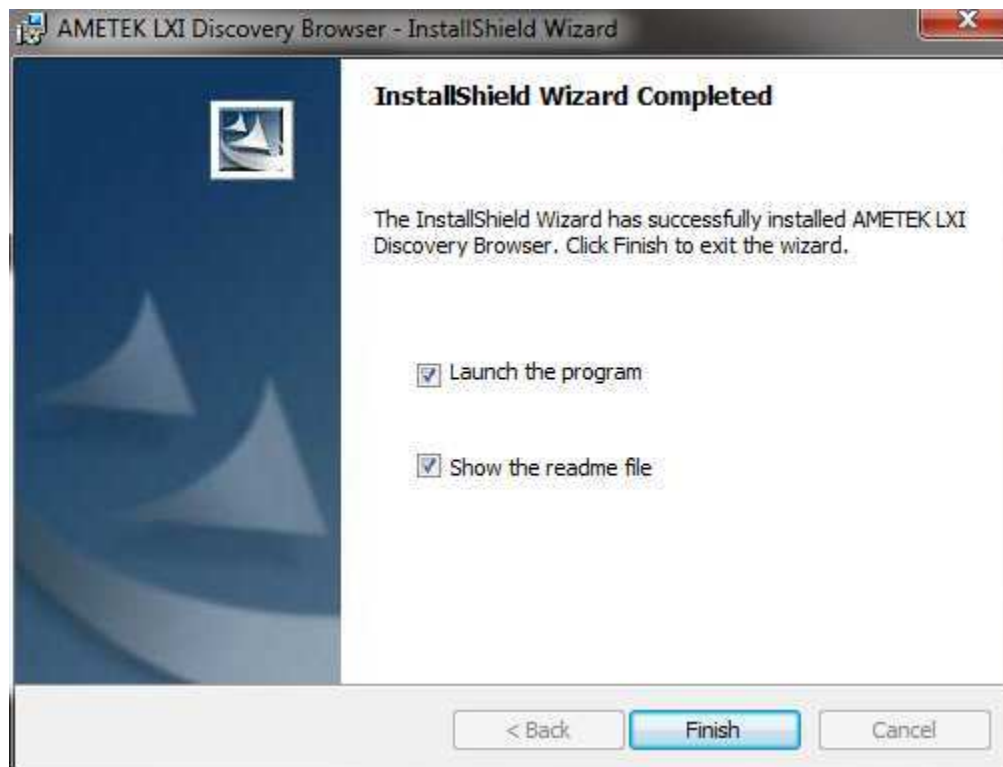 AMETEK LXI Discovery Browser - InstallShield Wizard
InstallShield Wizard Completed
The InstallShield Wizard has successfully installed AMETEK LXI
Discovery Browser. Click Finish to exit the wizard.
Launch the program
Show the readme file
< Back
Finish
Cancel